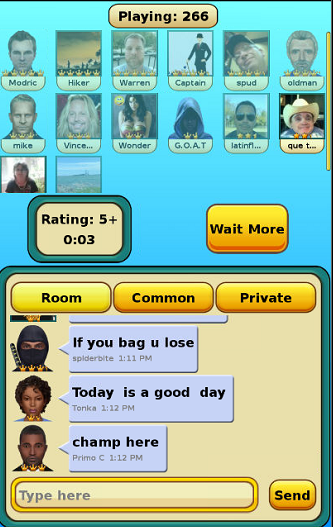 Playing: 266
Modric
Hiker
Warren
Captain
spud
oldman
mike
Vince...
Wonder
G.O.A.T
latinfl...
que t...
Rating: 5+
0:03
Wait More
Room
Common
Private
If you bag u lose
spiderbite 1:11 PM
Today is a good day
Tonka 1:12 PM
champ here
Primo C 1:12 PM
Type here
Send